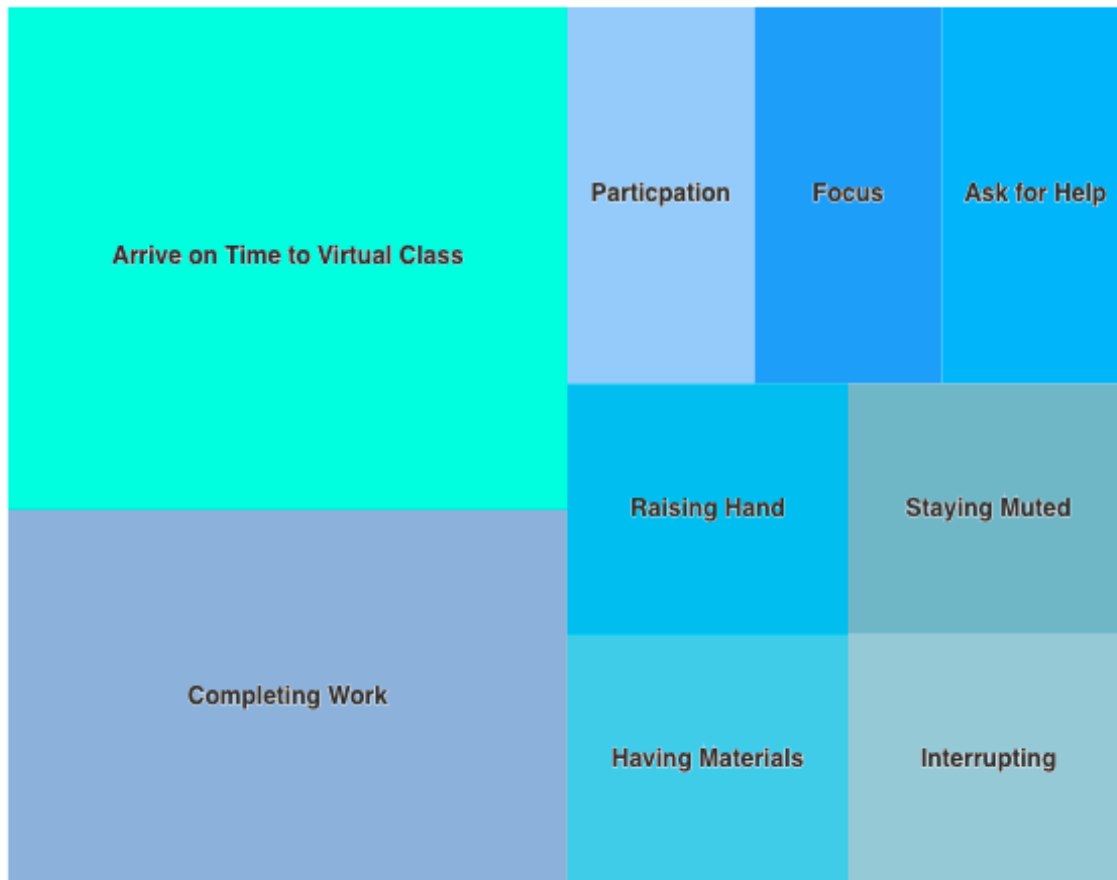 Particpation
Focus
Ask for Help
Arrive on Time to Virtual Class
Raising Hand
Staying Muted
Completing Work
Having Materials
Interrupting